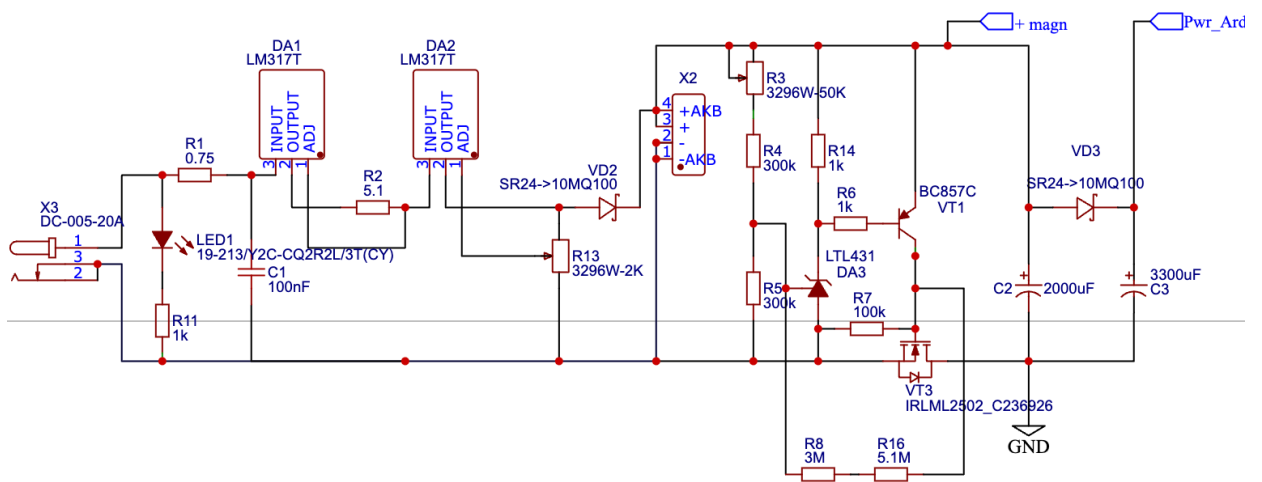 + magn
Pwr_Ard
DA1
LM317T
INPUT
OUTPUT
ADJ
3
2
1
DA2
LM317T
INPUT
OUTPUT
ADJ
3
2
1
X2
4
3
2
1
+AKB
+
-
-AKB
R3
3296W-50K
R1
0.75
R2
5.1
VD2
SR24->10MQ100
R4
300k
R14
1k
R6
1k
BC857C
VT1
VD3
SR24->10MQ100
X3
DC-005-20A
1
3
2
LED1
19-213/Y2C-CQ2R2L/3T(CY)
C1
100nF
R13
3296W-2K
LTL431
DA3
R5
300k
R7
100k
+
C2
2000uF
+
3300uF
C3
R11
1k
VT3
IRLML2502_C236926
GND
R8
3M
R16
5.1M